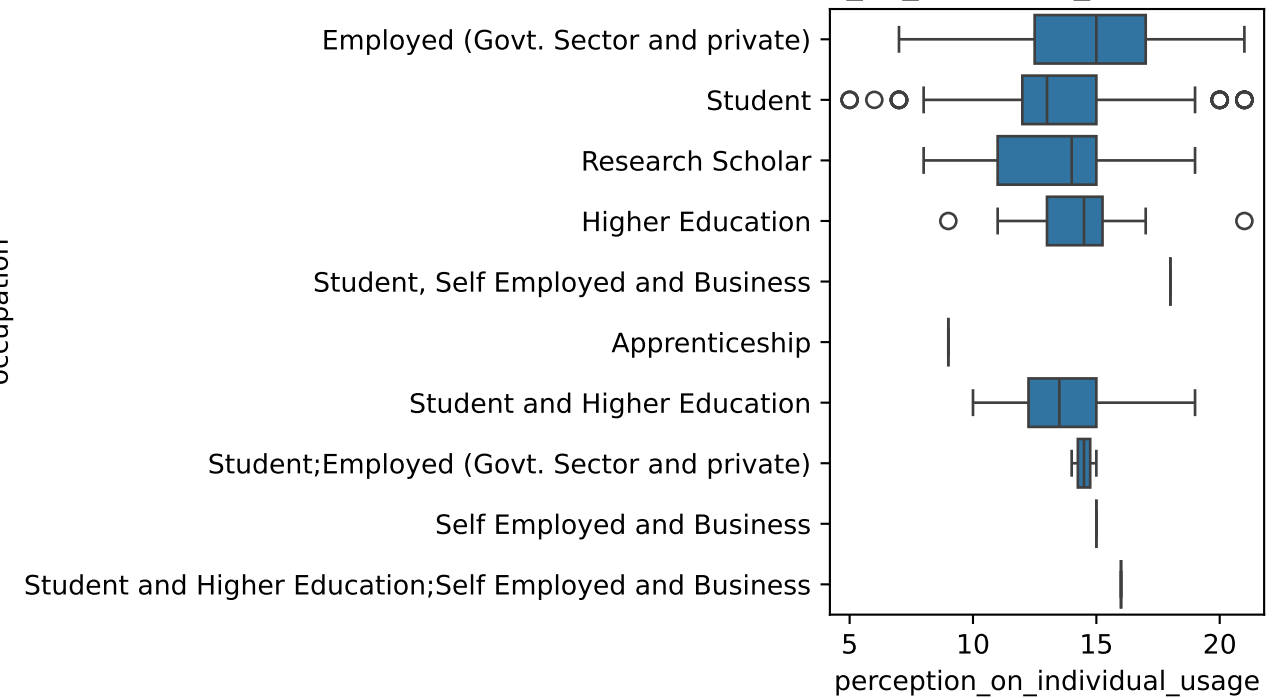 Employed (Govt. Sector and private)
Student
Research Scholar
Higher Education
Student, Self Employed and Business
Apprenticeship
Student and Higher Education
Student;Employed (Govt. Sector and private)
Self Employed and Business
Student and Higher Education;Self Employed and Business
occupation
5 10 15 20
perception_on_individual_usage